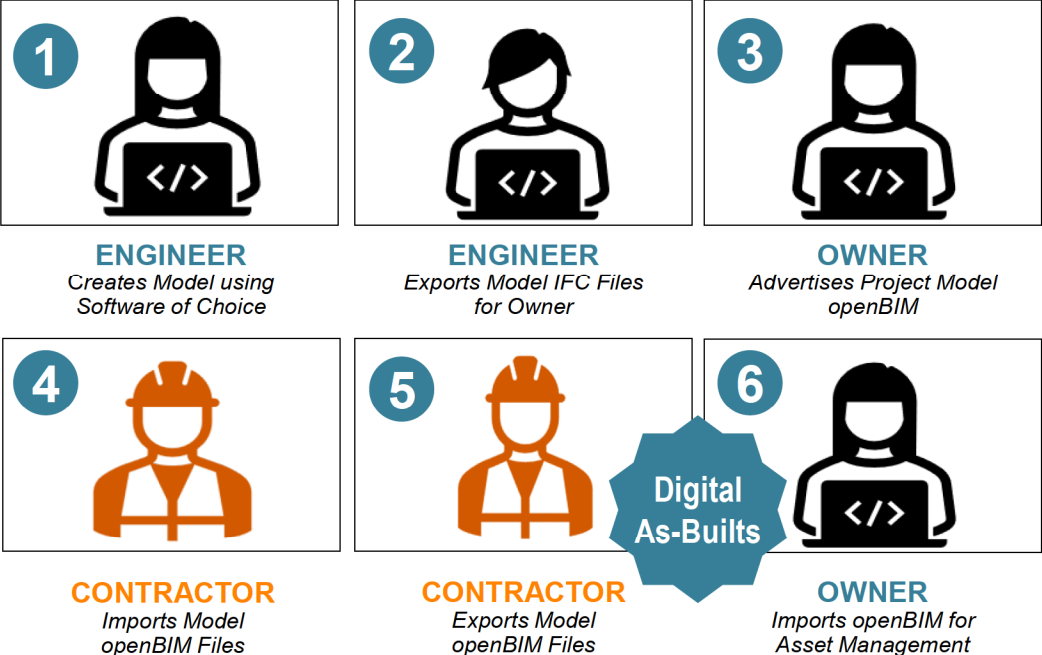 1
2
3
</>
</>
</>
ENGINEER
Creates Model using
Software of Choice
ENGINEER
Exports Model IFC Files
for Owner
OWNER
Advertises Project Model
openBIM
4
5
6
Digital
As-Builts
</>
CONTRACTOR
Imports Model
openBIM Files
CONTRACTOR
Exports Model
openBIM Files
OWNER
Imports openBIM for
Asset Management